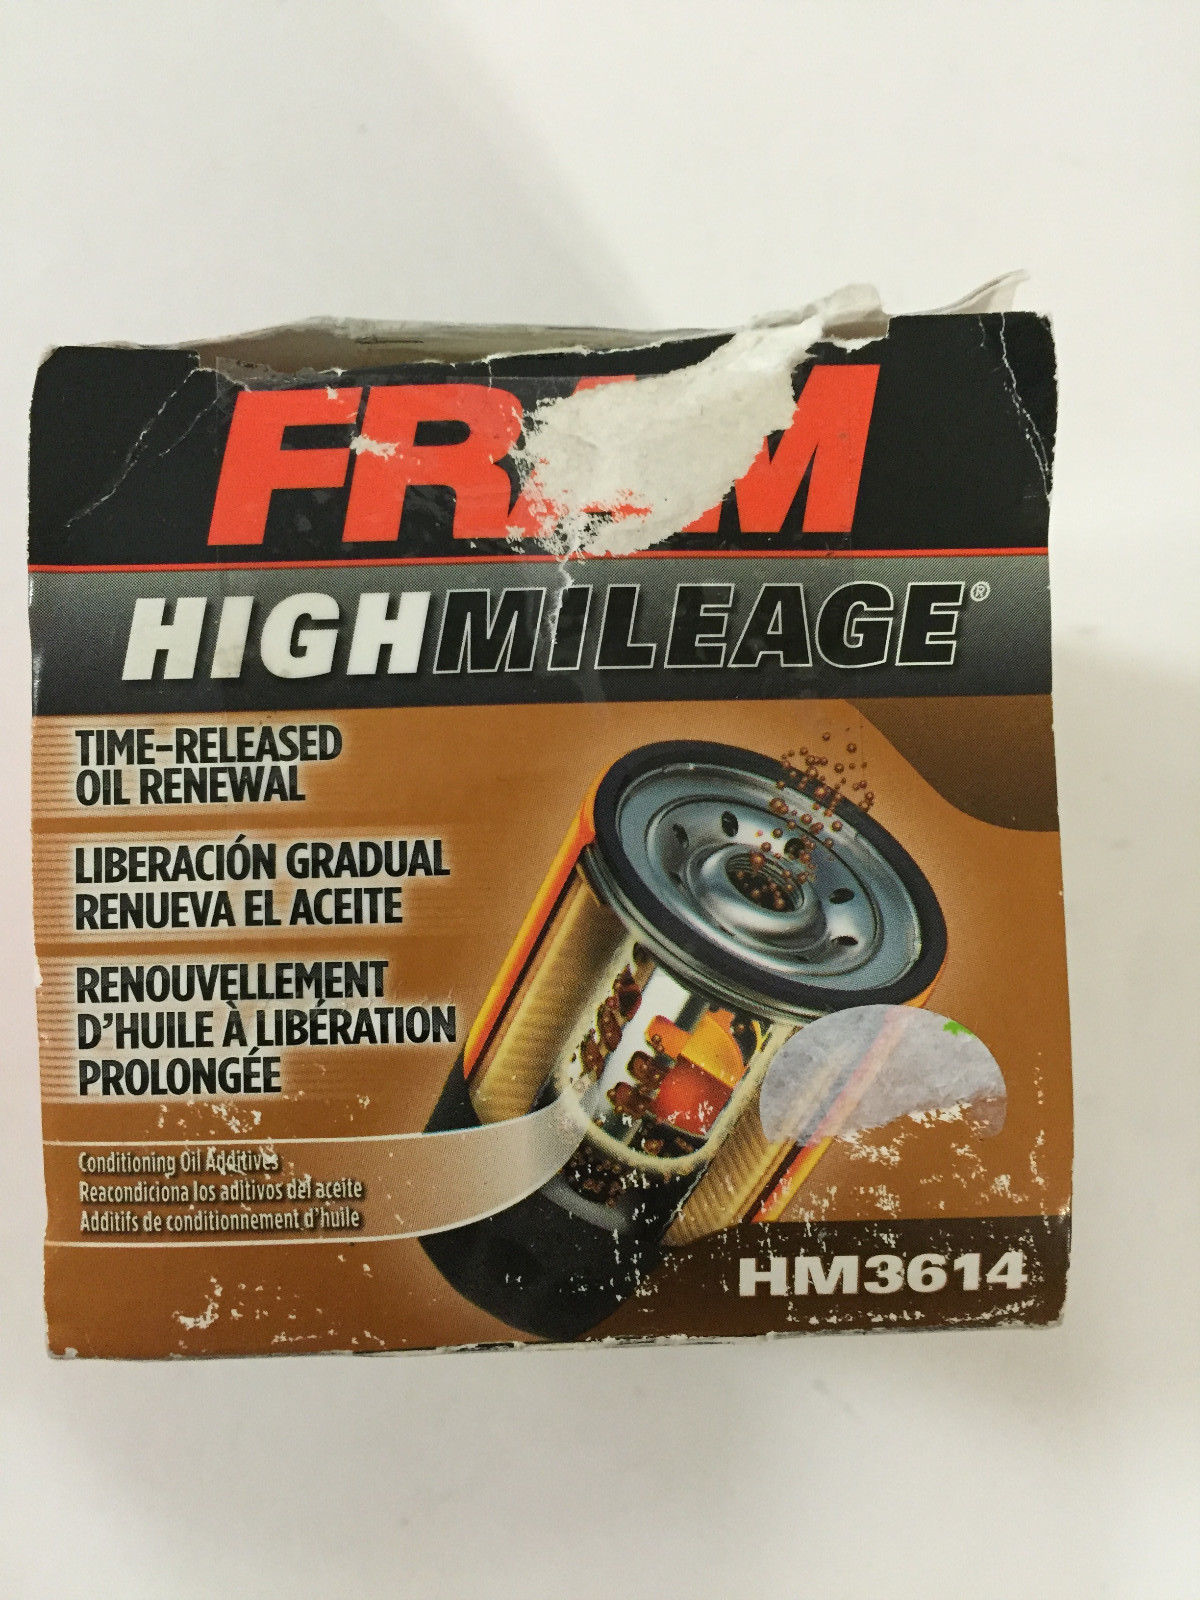 FRAM
HIGHMILEAGE®
TIME-RELEASED
OIL RENEWAL
LIBERACIÓN GRADUAL
RENUEVA EL ACEITE
RENOUVELLEMENT
D'HUILE À LIBÉRATION
PROLONGÉE
Conditioning Oil Additives
Reacondiciona los aditivos del aceite
Additifs de conditionnement d'huile
HM3614